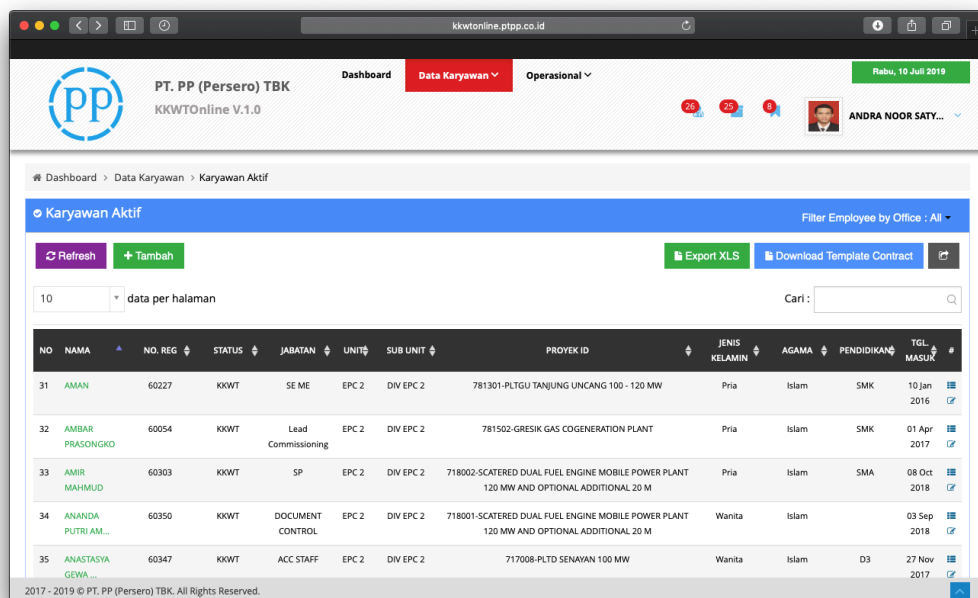 kkwtonline.ptpp.co.id
pp
PT. PP (Persero) TBK
KKWTOnline V.1.0
Dashboard Data Karyawan Operasional
Rabu, 10 Juli 2019
26 25 8
ANDRA NOOR SATY...
Dashboard > Data Karyawan > Karyawan Aktif
Karyawan Aktif
Filter Employee by Office : All
Refresh + Tambah Export XLS Download Template Contract
10 data per halaman Cari :
NO NAMA NO. REG STATUS JABATAN UNIT SUB UNIT PROYEK ID JENIS KELAMIN AGAMA PENDIDIKAN TGL. MASUK #
31 AMAN 60227 KKWT SE ME EPC 2 DIV EPC 2 781301-PLTGU TANJUNG UNCANG 100 - 120 MW Pria Islam SMK 10 Jan
2016
32 AMBAR 60054 KKWT Lead EPC 2 DIV EPC 2 781502-GRESIK GAS COGENERATION PLANT Pria Islam SMK 01 Apr
PRASONGKO Commissioning 2017
33 AMIR 60303 KKWT SP EPC 2 DIV EPC 2 718002-SCATERED DUAL FUEL ENGINE MOBILE POWER PLANT Pria Islam SMA 08 Oct
MAHMUD 120 MW AND OPTIONAL ADDITIONAL 20 M 2018
34 ANANDA 60350 KKWT DOCUMENT EPC 2 DIV EPC 2 718001-SCATERED DUAL FUEL ENGINE MOBILE POWER PLANT Wanita Islam 03 Sep
PUTRI AM... CONTROL 120 MW AND OPTIONAL ADDITIONAL 20 M 2018
35 ANASTASYA 60347 KKWT ACC STAFF EPC 2 DIV EPC 2 717008-PLTD SENAYAN 100 MW Wanita Islam D3 27 Nov
GEWA ... 2017
2017 - 2019 © PT. PP (Persero) TBK. All Rights Reserved.